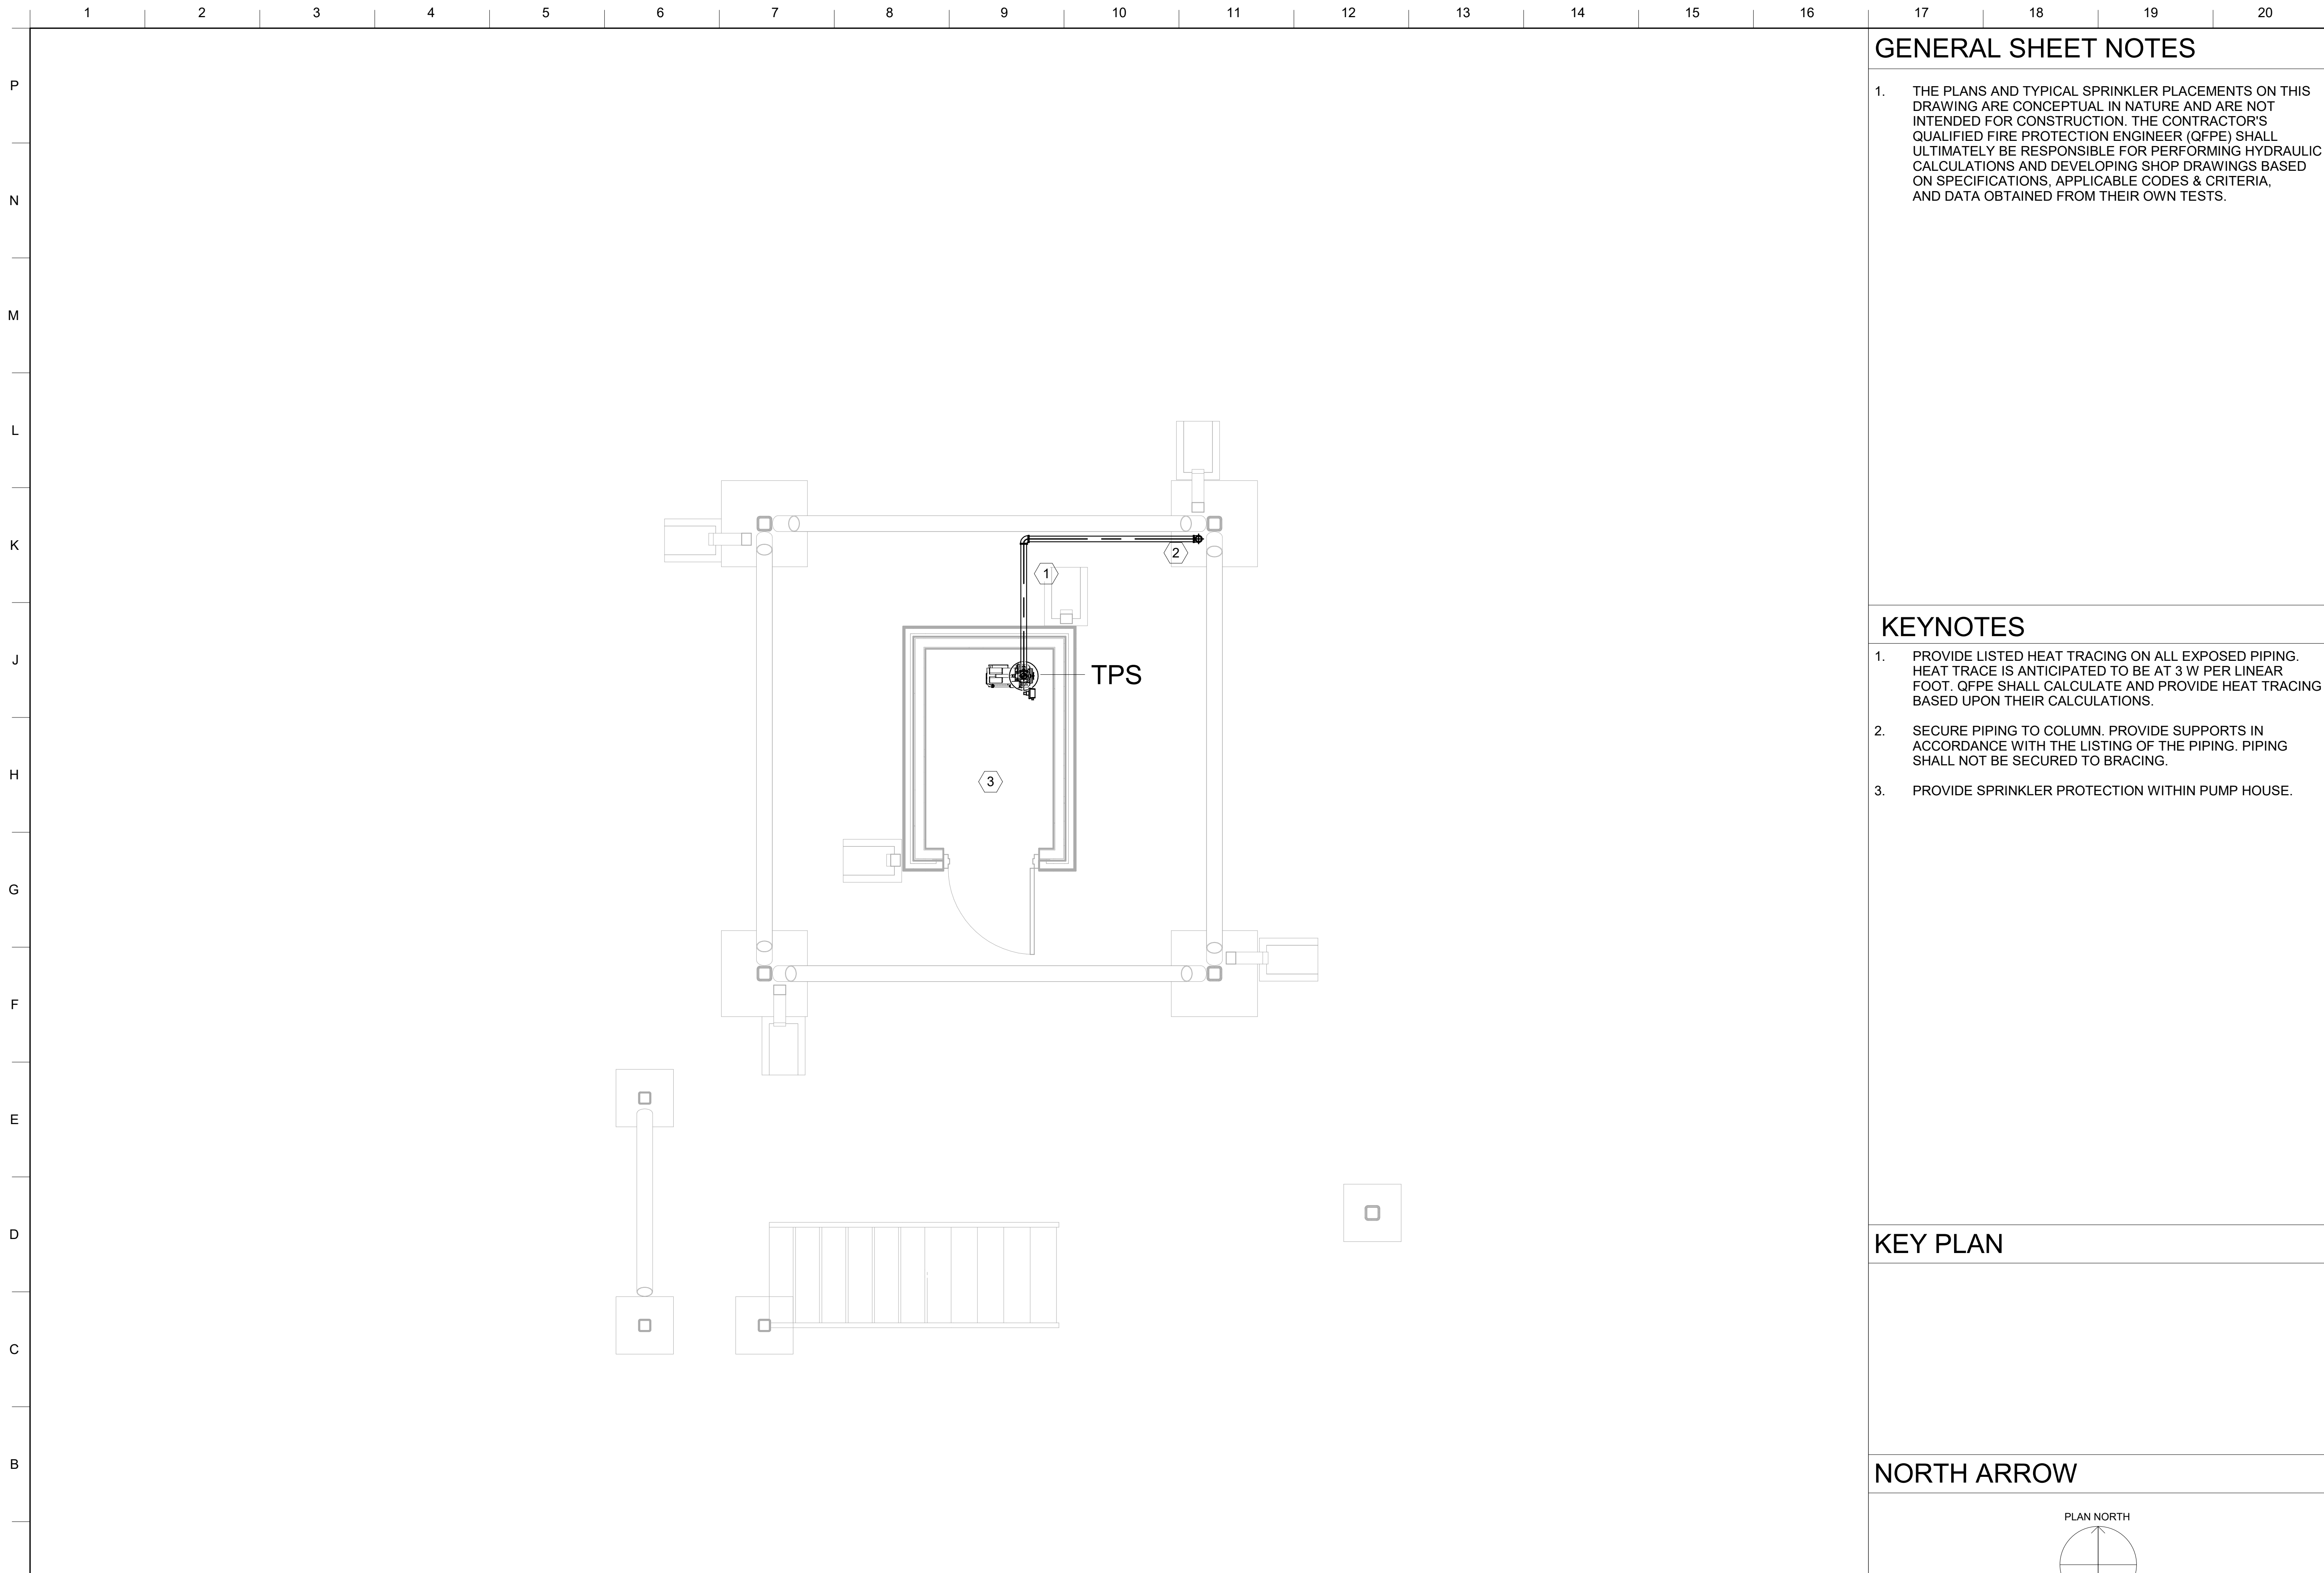 1 2 3 4 5 6 7 8 9 10 11 12 13 14 15 16 17 18 19 20
GENERAL SHEET NOTES
1. THE PLANS AND TYPICAL SPRINKLER PLACEMENTS ON THIS
DRAWING ARE CONCEPTUAL IN NATURE AND ARE NOT
INTENDED FOR CONSTRUCTION. THE CONTRACTOR'S
QUALIFIED FIRE PROTECTION ENGINEER (QFPE) SHALL
ULTIMATELY BE RESPONSIBLE FOR PERFORMING HYDRAULIC
CALCULATIONS AND DEVELOPING SHOP DRAWINGS BASED
ON SPECIFICATIONS, APPLICABLE CODES & CRITERIA,
AND DATA OBTAINED FROM THEIR OWN TESTS.
P
N
M
L
K
J
H
G
F
E
D
C
B
2
1
TPS
3
KEYNOTES
1. PROVIDE LISTED HEAT TRACING ON ALL EXPOSED PIPING.
HEAT TRACE IS ANTICIPATED TO BE AT 3 W PER LINEAR
FOOT. QFPE SHALL CALCULATE AND PROVIDE HEAT TRACING
BASED UPON THEIR CALCULATIONS.
2. SECURE PIPING TO COLUMN. PROVIDE SUPPORTS IN
ACCORDANCE WITH THE LISTING OF THE PIPING. PIPING
SHALL NOT BE SECURED TO BRACING.
3. PROVIDE SPRINKLER PROTECTION WITHIN PUMP HOUSE.
KEY PLAN
NORTH ARROW
PLAN NORTH